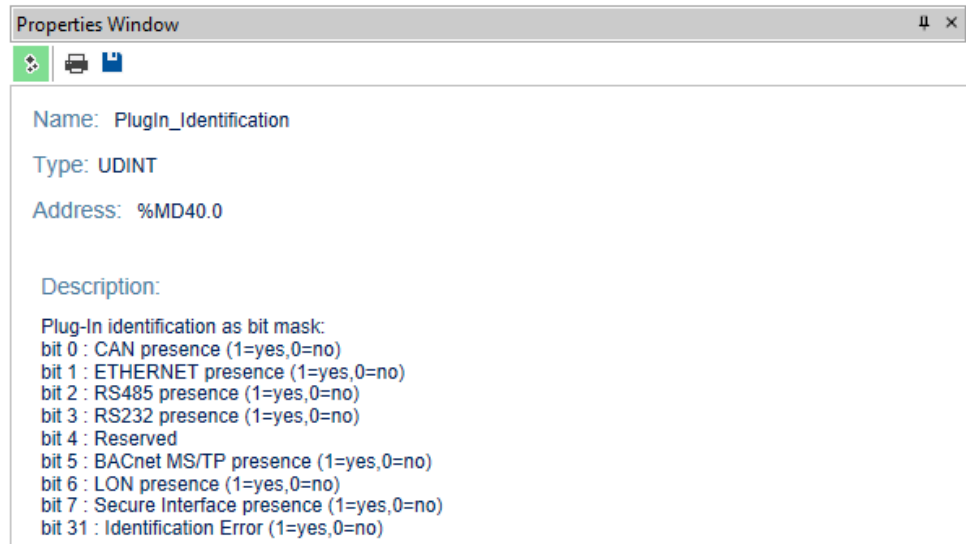 Properties Window
Name: PlugIn_Identification
Type: UDINT
Address: %MD40.0
Description:
Plug-In identification as bit mask:
bit 0 : CAN presence (1=yes,0=no)
bit 1 : ETHERNET presence (1=yes,0=no)
bit 2 : RS485 presence (1=yes,0=no)
bit 3 : RS232 presence (1=yes,0=no)
bit 4 : Reserved
bit 5 : BACnet MS/TP presence (1=yes,0=no)
bit 6 : LON presence (1=yes,0=no)
bit 7 : Secure Interface presence (1=yes,0=no)
bit 31 : Identification Error (1=yes,0=no)